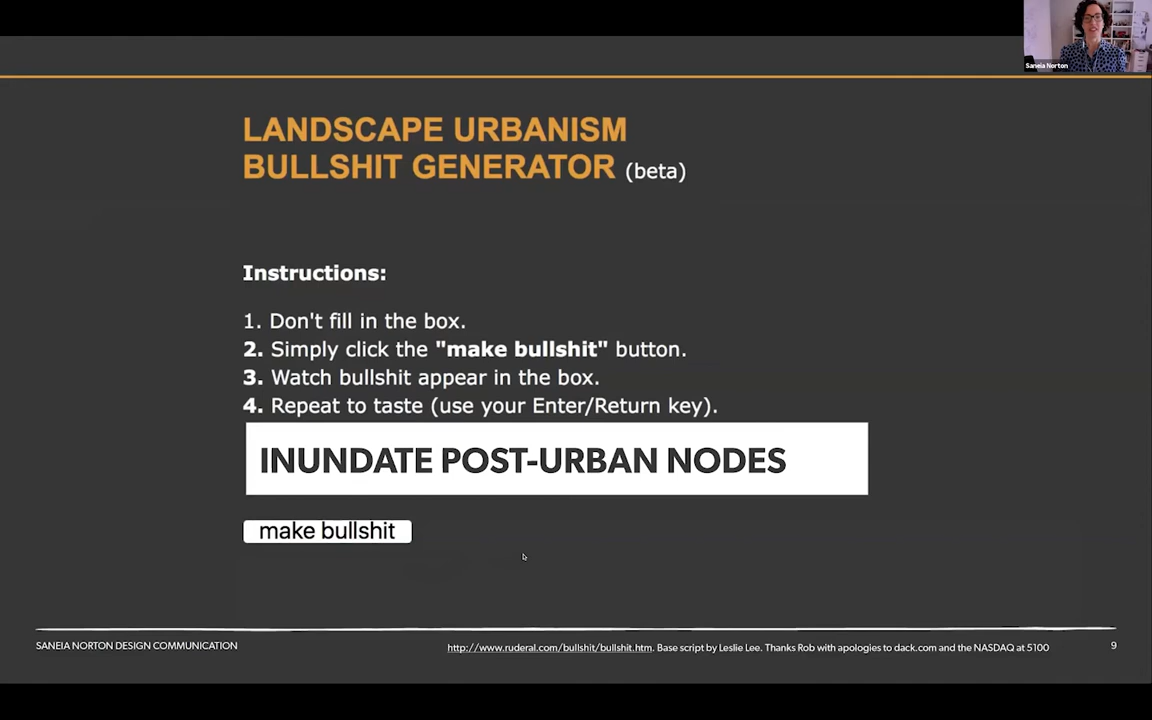 Saneia Norton
LANDSCAPE URBANISM
BULLSHIT GENERATOR (beta)
Instructions:
1. Don't fill in the box.
2. Simply click the "make bullshit" button.
3. Watch bullshit appear in the box.
4. Repeat to taste (use your Enter/Return key).
INUNDATE POST-URBAN NODES
make bullshit
SANEIA NORTON DESIGN COMMUNICATION
http://www.ruderal.com/bullshit/bullshit.htm. Base script by Leslie Lee. Thanks Rob with apologies to dack.com and the NASDAQ at 5100
9